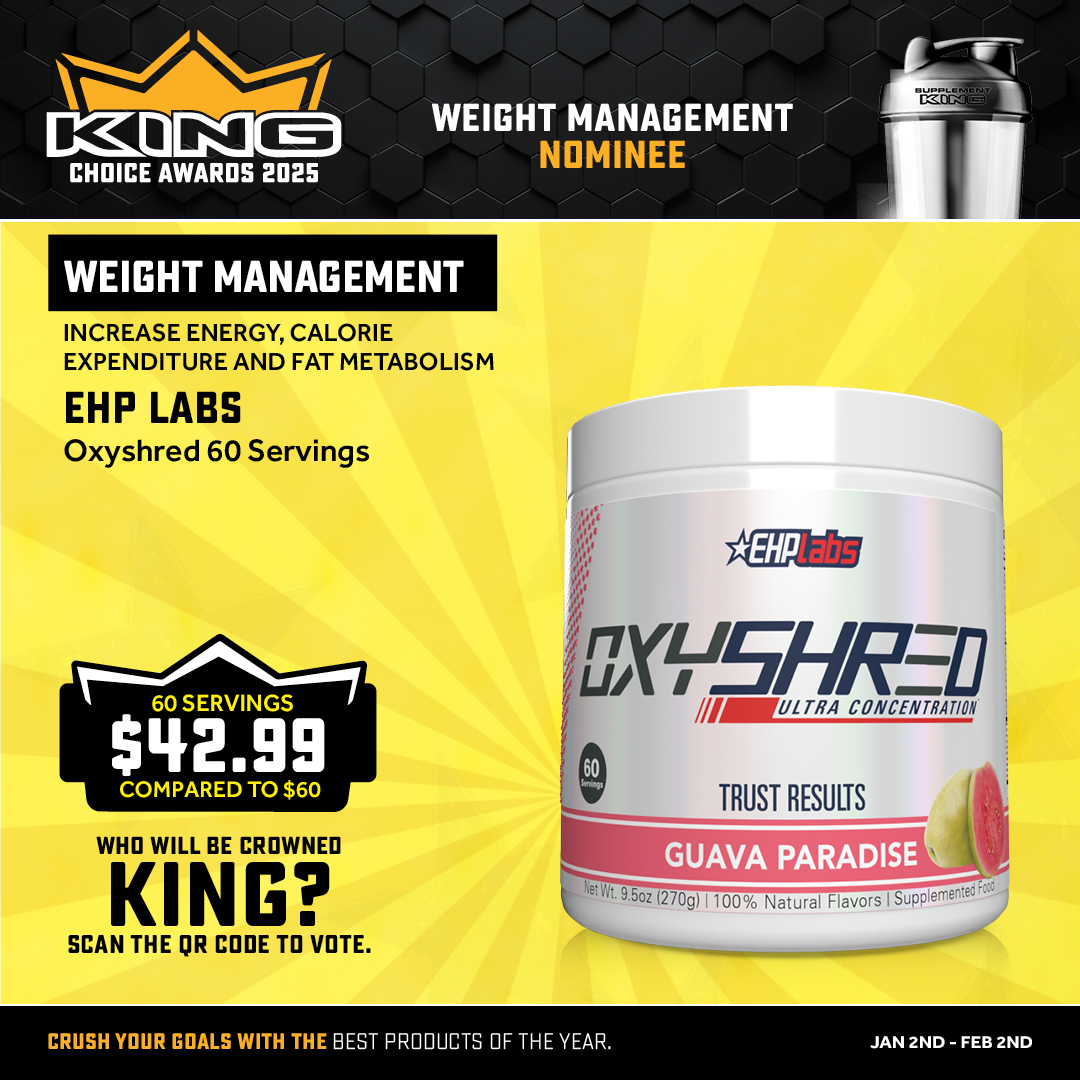 KING
CHOICE AWARDS 2025
WEIGHT MANAGEMENT
NOMINEE
SUPPLEMENT
KING
WEIGHT MANAGEMENT
INCREASE ENERGY, CALORIE
EXPENDITURE AND FAT METABOLISM
EHP LABS
Oxyshred 60 Servings
EHPLabs
OXYSHRED
ULTRA CONCENTRATION
60
Servings
TRUST RESULTS
GUAVA PARADISE
Net Wt. 9.5oz (270g) | 100% Natural Flavors | Supplemented Food
60 SERVINGS
$42.99
COMPARED TO $60
WHO WILL BE CROWNED
KING?
SCAN THE QR CODE TO VOTE.
CRUSH YOUR GOALS WITH THE BEST PRODUCTS OF THE YEAR.
JAN 2ND - FEB 2ND